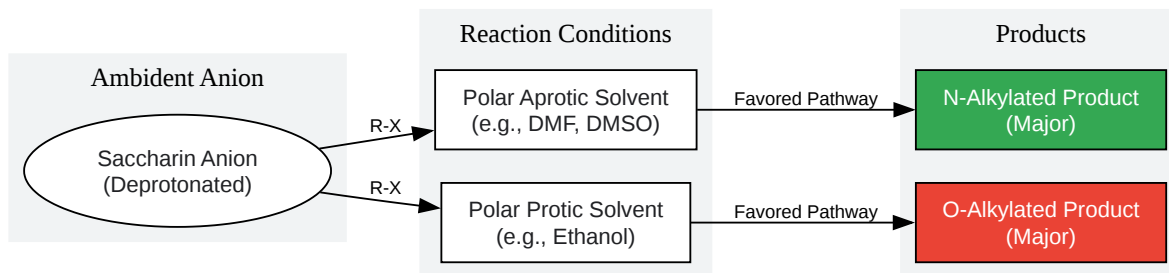 Ambident Anion
Saccharin Anion
(Deprotonated)
R-X
R-X
Reaction Conditions
Polar Aprotic Solvent
(e.g., DMF, DMSO)
Polar Protic Solvent
(e.g., Ethanol)
Favored Pathway
Favored Pathway
Products
N-Alkylated Product
(Major)
O-Alkylated Product
(Major)